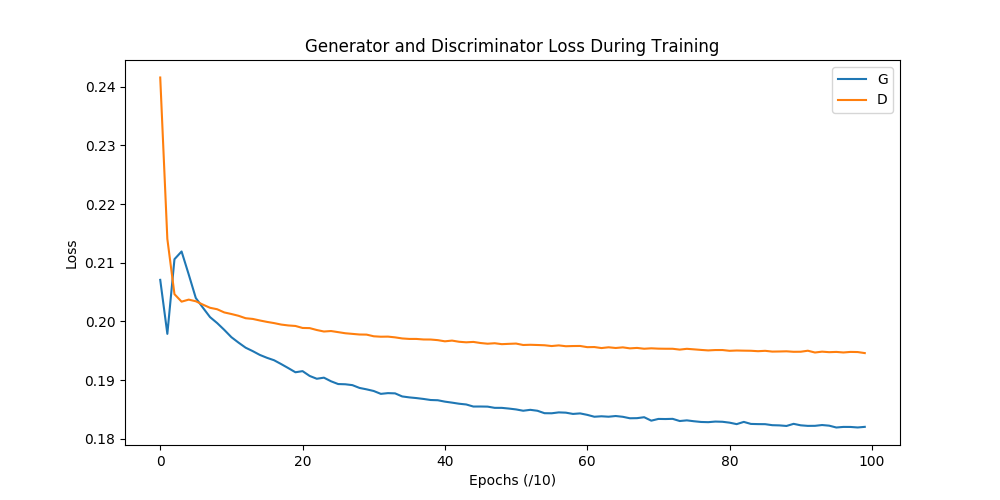 Generator and Discriminator Loss During Training
G
D
0.24
0.23
0.22
0.21
0.20
0.19
0.18
Loss
0 20 40 60 80 100
Epochs (/10)